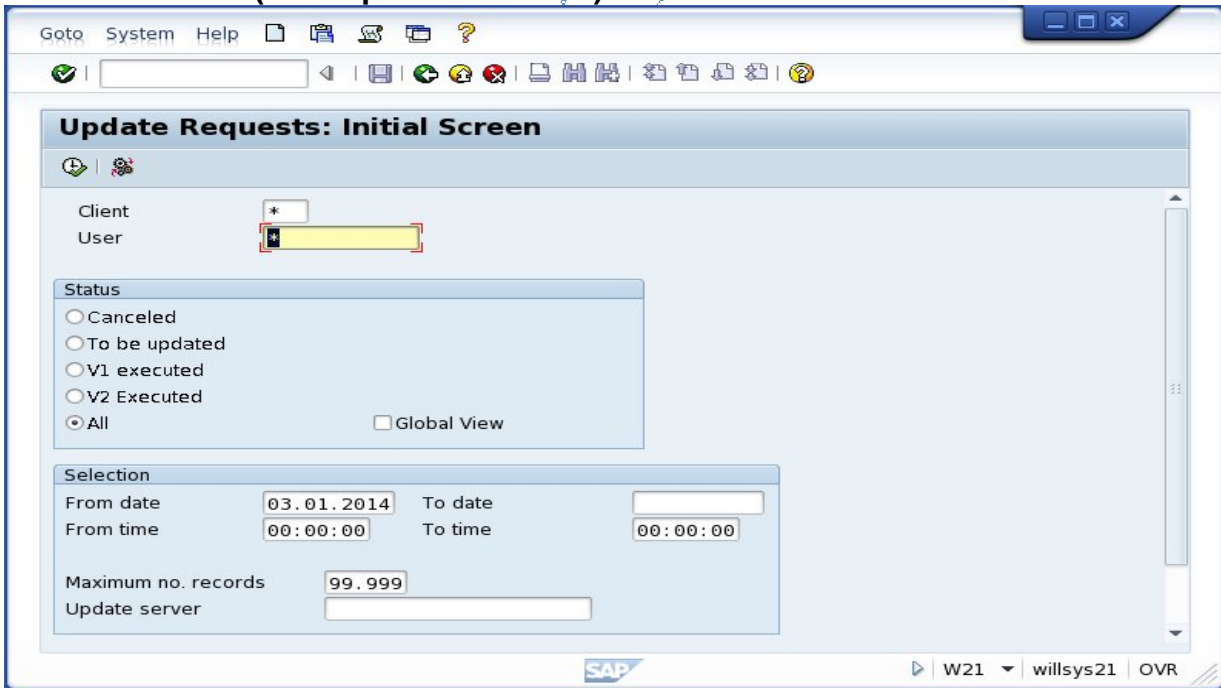 Goto System Help
Update Requests: Initial Screen
Client *
User *
Status
Canceled
To be updated
V1 executed
V2 Executed
All Global View
Selection
From date 03.01.2014 To date
From time 00:00:00 To time 00:00:00
Maximum no. records 99.999
Update server
SAP W21 willsys21 OVR